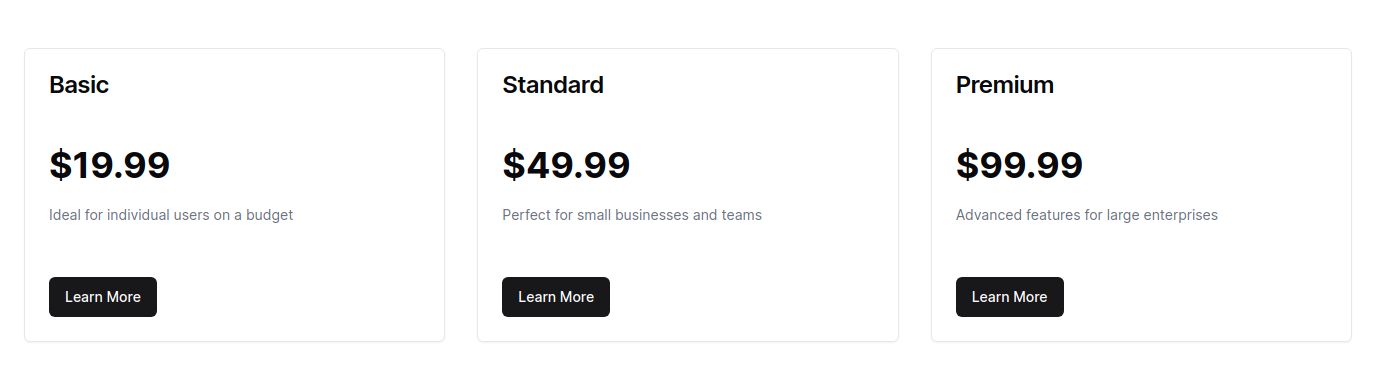 Basic
$19.99
Ideal for individual users on a budget
Learn More
Standard
$49.99
Perfect for small businesses and teams
Learn More
Premium
$99.99
Advanced features for large enterprises
Learn More